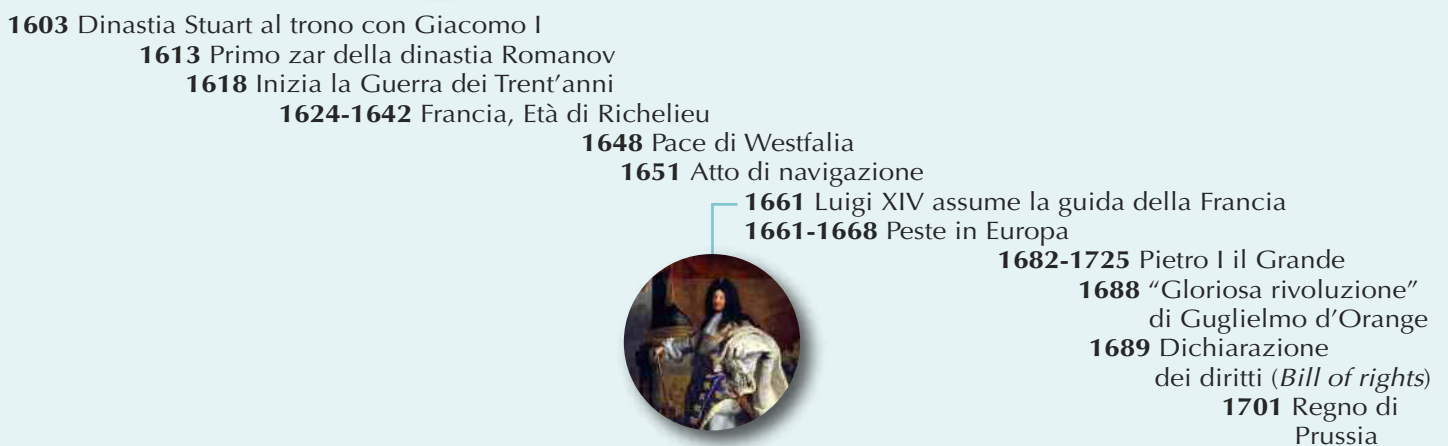 1603 Dinastia Stuart al trono con Giacomo I
1613 Primo zar della dinastia Romanov
1618 Inizia la Guerra dei Trent’anni
1624-1642 Francia, Età di Richelieu
1648 Pace di Westfalia
1651 Atto di navigazione
1661 Luigi XIV assume la guida della Francia
1661-1668 Peste in Europa
1682-1725 Pietro I il Grande
1688 “Gloriosa rivoluzione”
di Guglielmo d’Orange
1689 Dichiarazione
dei diritti (Bill of rights)
1701 Regno di
Prussia